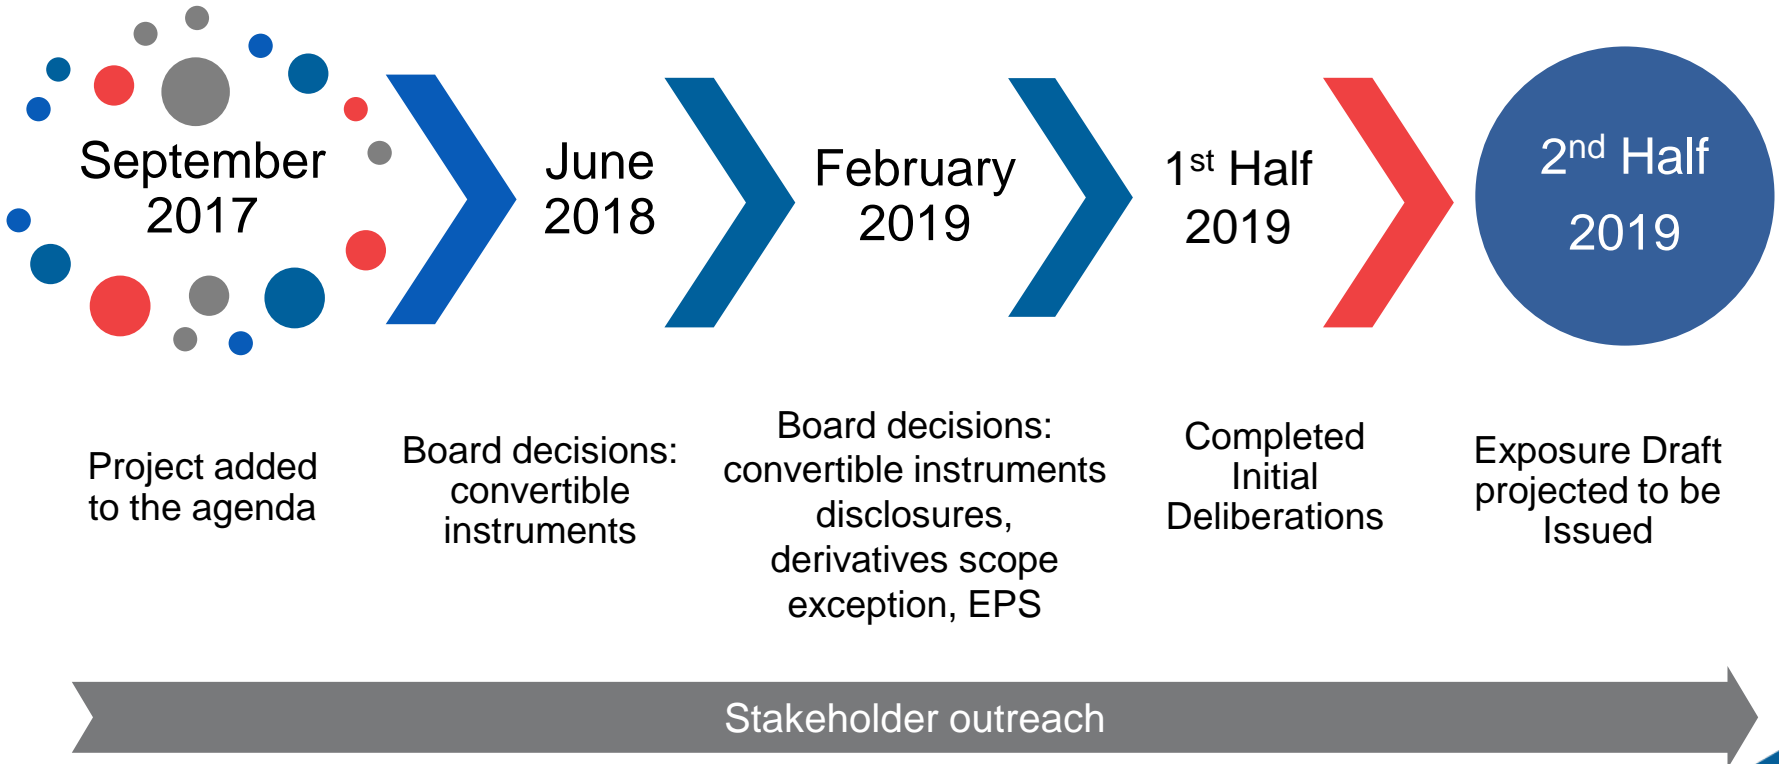 September
2017
June
2018
February
2019
1st Half
2019
2nd Half
2019
Project added
to the agenda
Board decisions:
convertible
instruments
Board decisions:
convertible instruments
disclosures,
derivatives scope
exception, EPS
Completed
Initial
Deliberations
Exposure Draft
projected to be
Issued
Stakeholder outreach